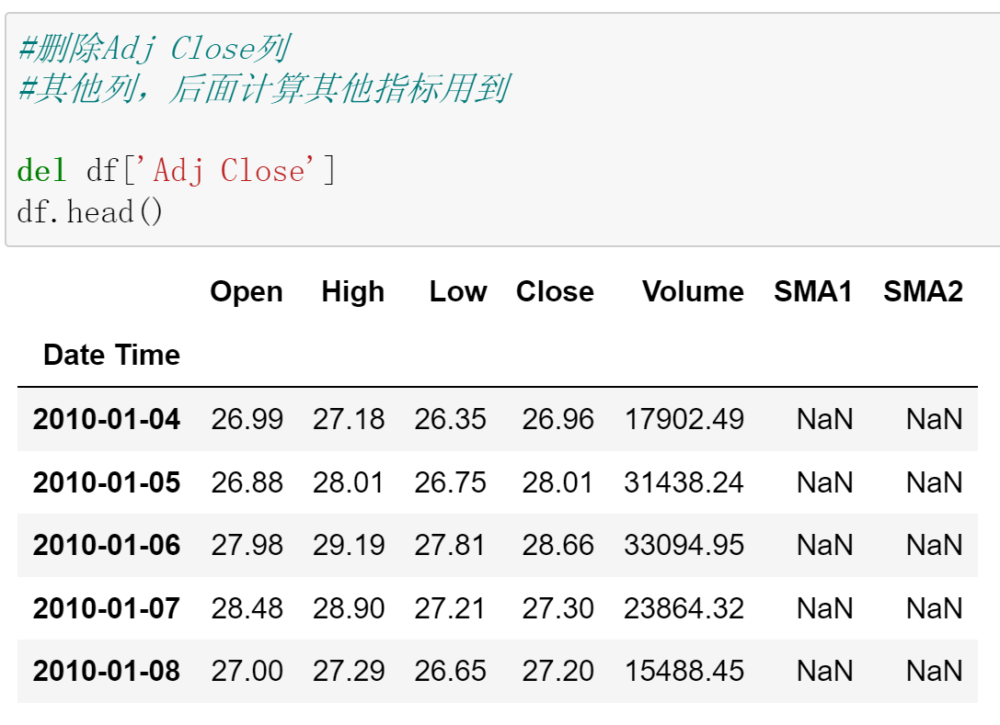 #删除Adj Close列
#其他列，后面计算其他指标用到
del df['Adj Close']
df.head()
Open High Low Close Volume SMA1 SMA2
Date Time
2010-01-04 26.99 27.18 26.35 26.96 17902.49 NaN NaN
2010-01-05 26.88 28.01 26.75 28.01 31438.24 NaN NaN
2010-01-06 27.98 29.19 27.81 28.66 33094.95 NaN NaN
2010-01-07 28.48 28.90 27.21 27.30 23864.32 NaN NaN
2010-01-08 27.00 27.29 26.65 27.20 15488.45 NaN NaN